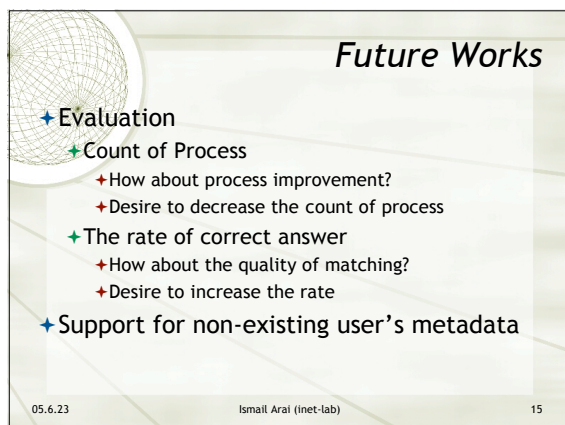 Future Works
Evaluation
Count of Process
How about process improvement?
Desire to decrease the count of process
The rate of correct answer
How about the quality of matching?
Desire to increase the rate
Support for non-existing user's metadata
05.6.23
Ismail Arai (inet-lab)
15